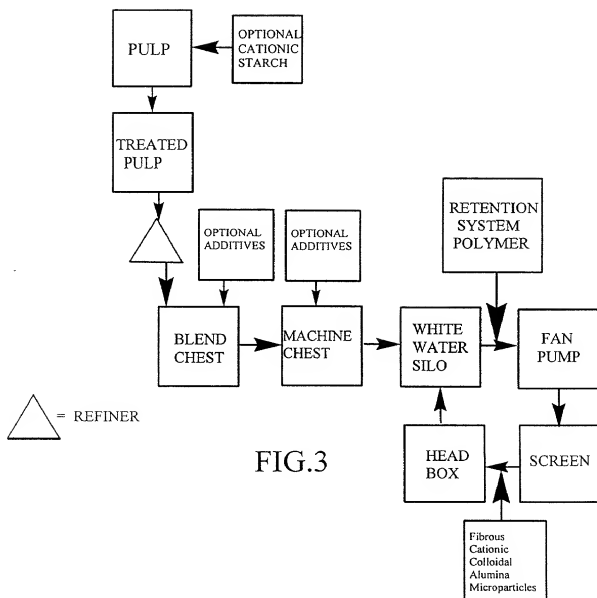 PULP
OPTIONAL
CATIONIC
STARCH
TREATED
PULP
OPTIONAL
ADDITIVES
OPTIONAL
ADDITIVES
RETENTION
SYSTEM
POLYMER
BLEND
CHEST
MACHINE
CHEST
WHITE
WATER
SILO
FAN
PUMP
= REFINER
FIG.3
HEAD
BOX
SCREEN
Fibrous
Cationic
Colloidal
Alumina
Microparticles